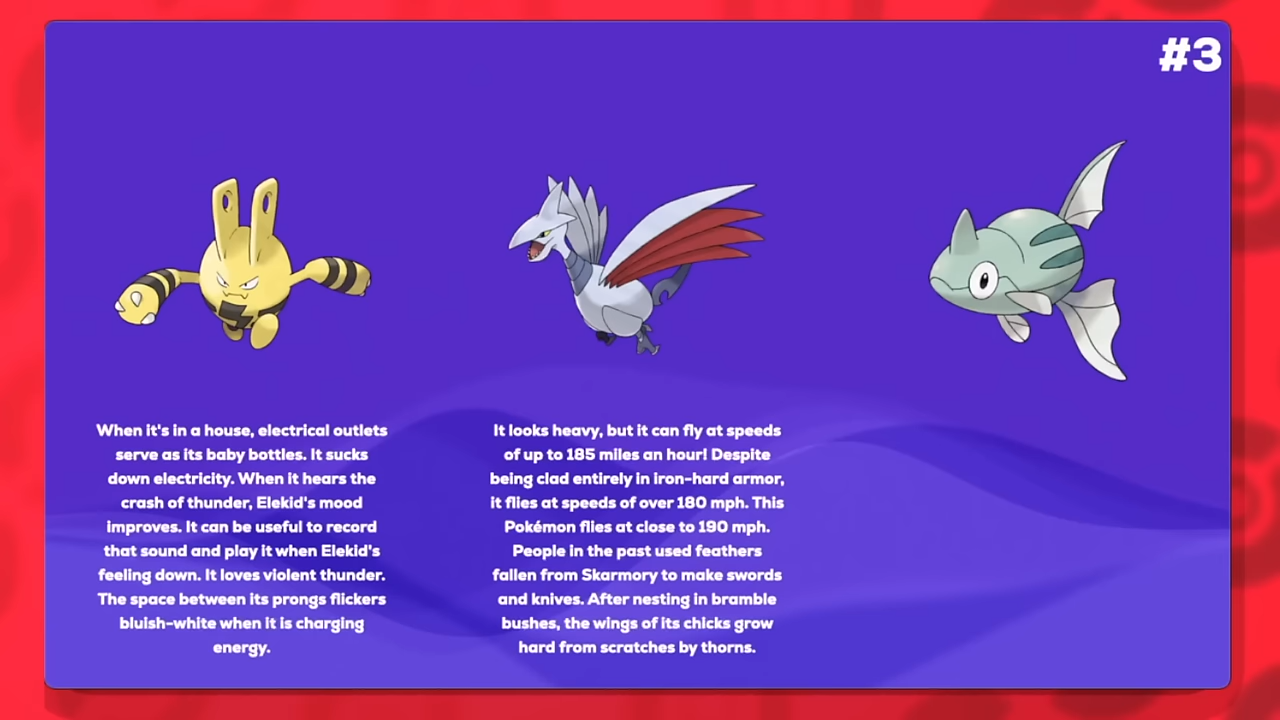 #3
When it's in a house, electrical outlets
serve as its baby bottles. It sucks
down electricity. When it hears the
crash of thunder, Elekid's mood
improves. It can be useful to record
that sound and play it when Elekid's
feeling down. It loves violent thunder.
The space between its prongs flickers
bluish-white when it is charging
energy.
It looks heavy, but it can fly at speeds
of up to 185 miles an hour! Despite
being clad entirely in iron-hard armor,
it flies at speeds of over 180 mph. This
Pokémon flies at close to 190 mph.
People in the past used feathers
fallen from Skarmory to make swords
and knives. After nesting in bramble
bushes, the wings of its chicks grow
hard from scratches by thorns.